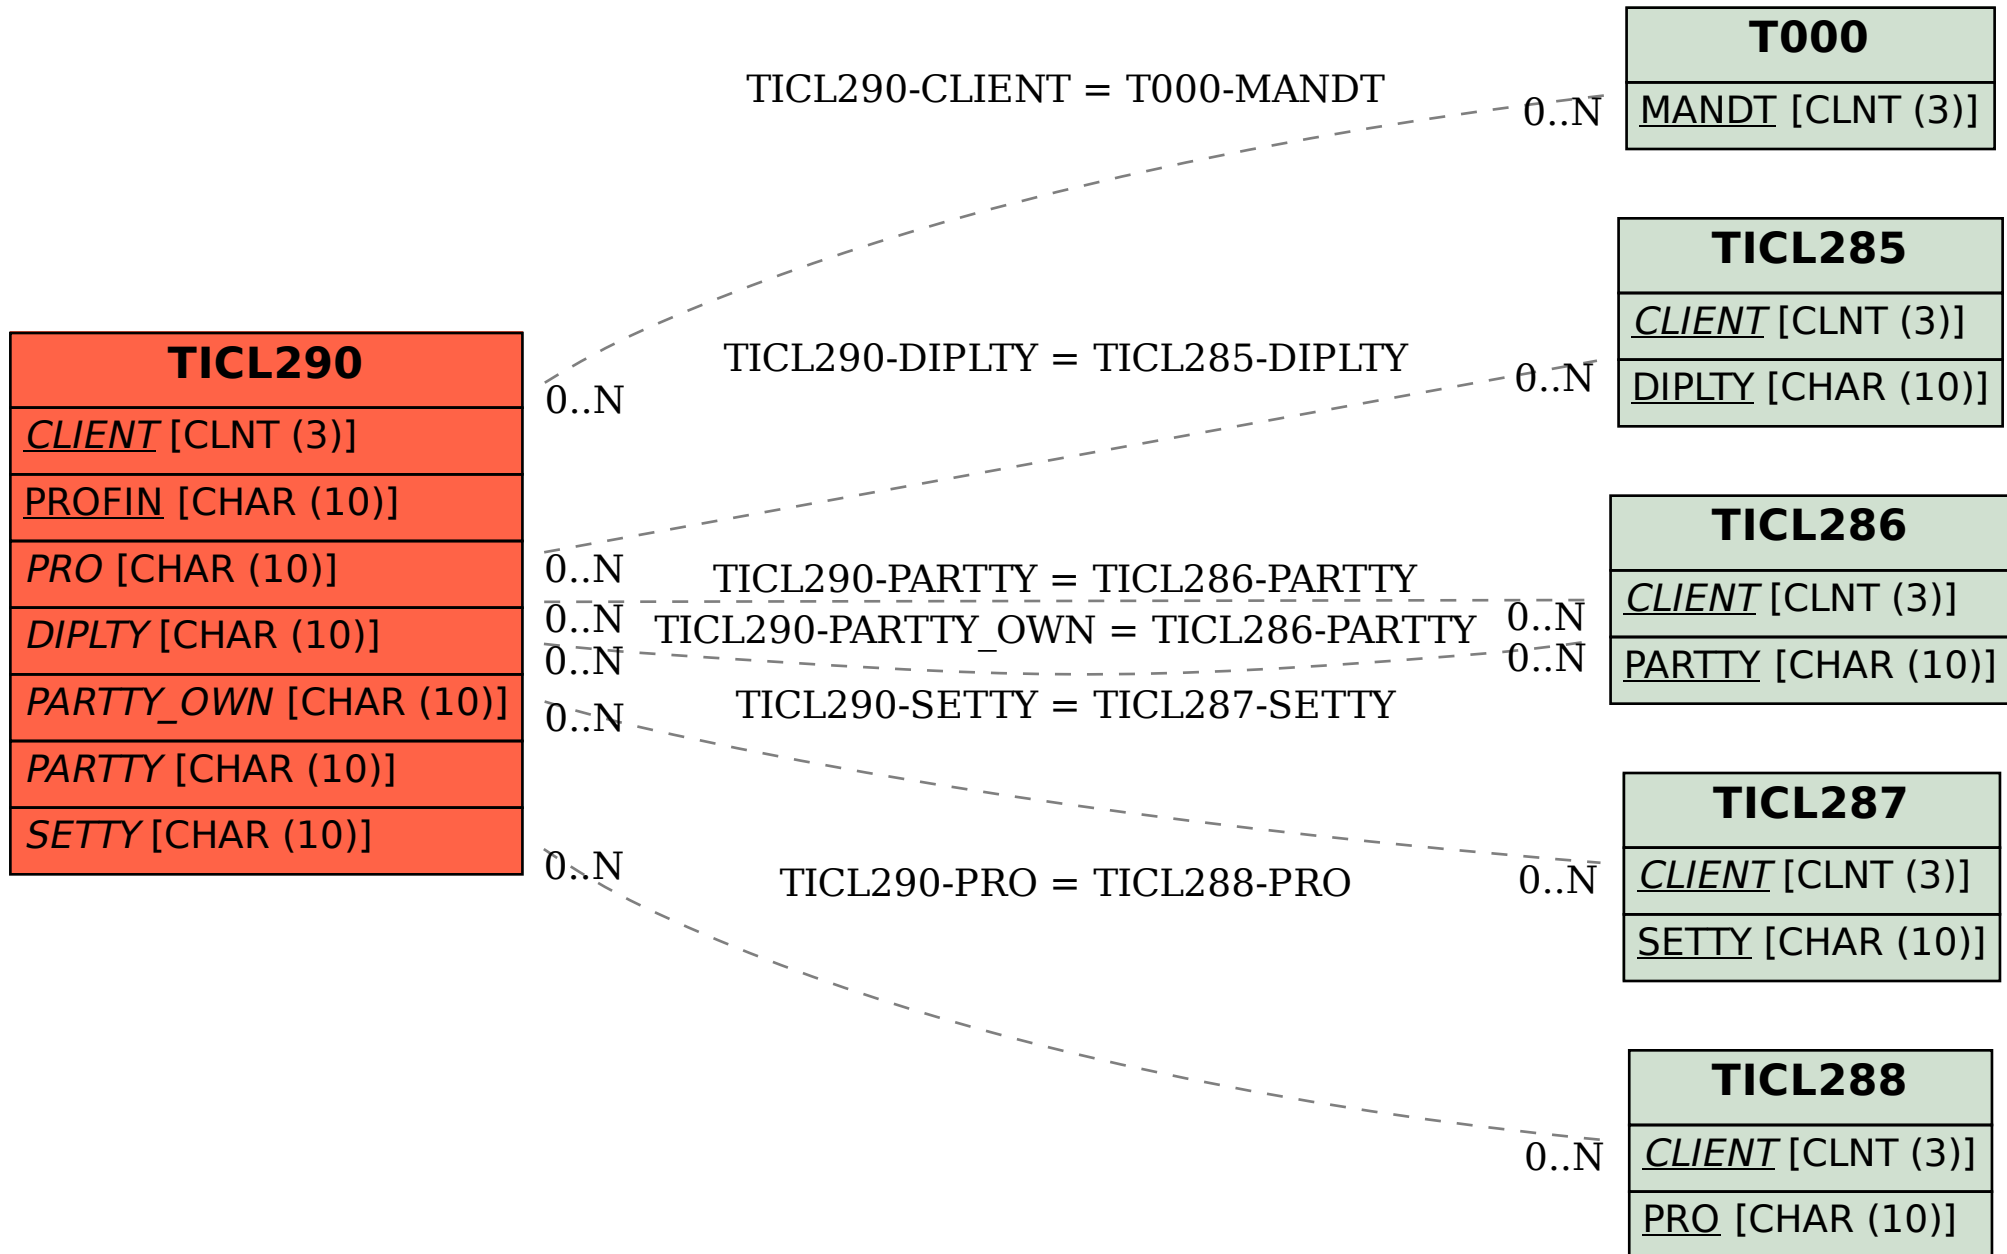 TICL290
CLIENT [CLNT (3)]
PROFIN [CHAR (10)]
PRO [CHAR (10)]
DIPLTY [CHAR (10)]
PARTTY_OWN [CHAR (10)]
PARTTY [CHAR (10)]
SETTY [CHAR (10)]
TICL290-CLIENT = T000-MANDT
0..N
0..N
TICL290-DIPLTY = TICL285-DIPLTY
0..N
0..N
TICL290-PARTTY = TICL286-PARTTY
0..N
0..N
TICL290-PARTTY_OWN = TICL286-PARTTY
0..N
0..N
TICL290-SETTY = TICL287-SETTY
0..N
0..N
TICL290-PRO = TICL288-PRO
0..N
0..N
T000
MANDT [CLNT (3)]
TICL285
CLIENT [CLNT (3)]
DIPLTY [CHAR (10)]
TICL286
CLIENT [CLNT (3)]
PARTTY [CHAR (10)]
TICL287
CLIENT [CLNT (3)]
SETTY [CHAR (10)]
TICL288
CLIENT [CLNT (3)]
PRO [CHAR (10)]